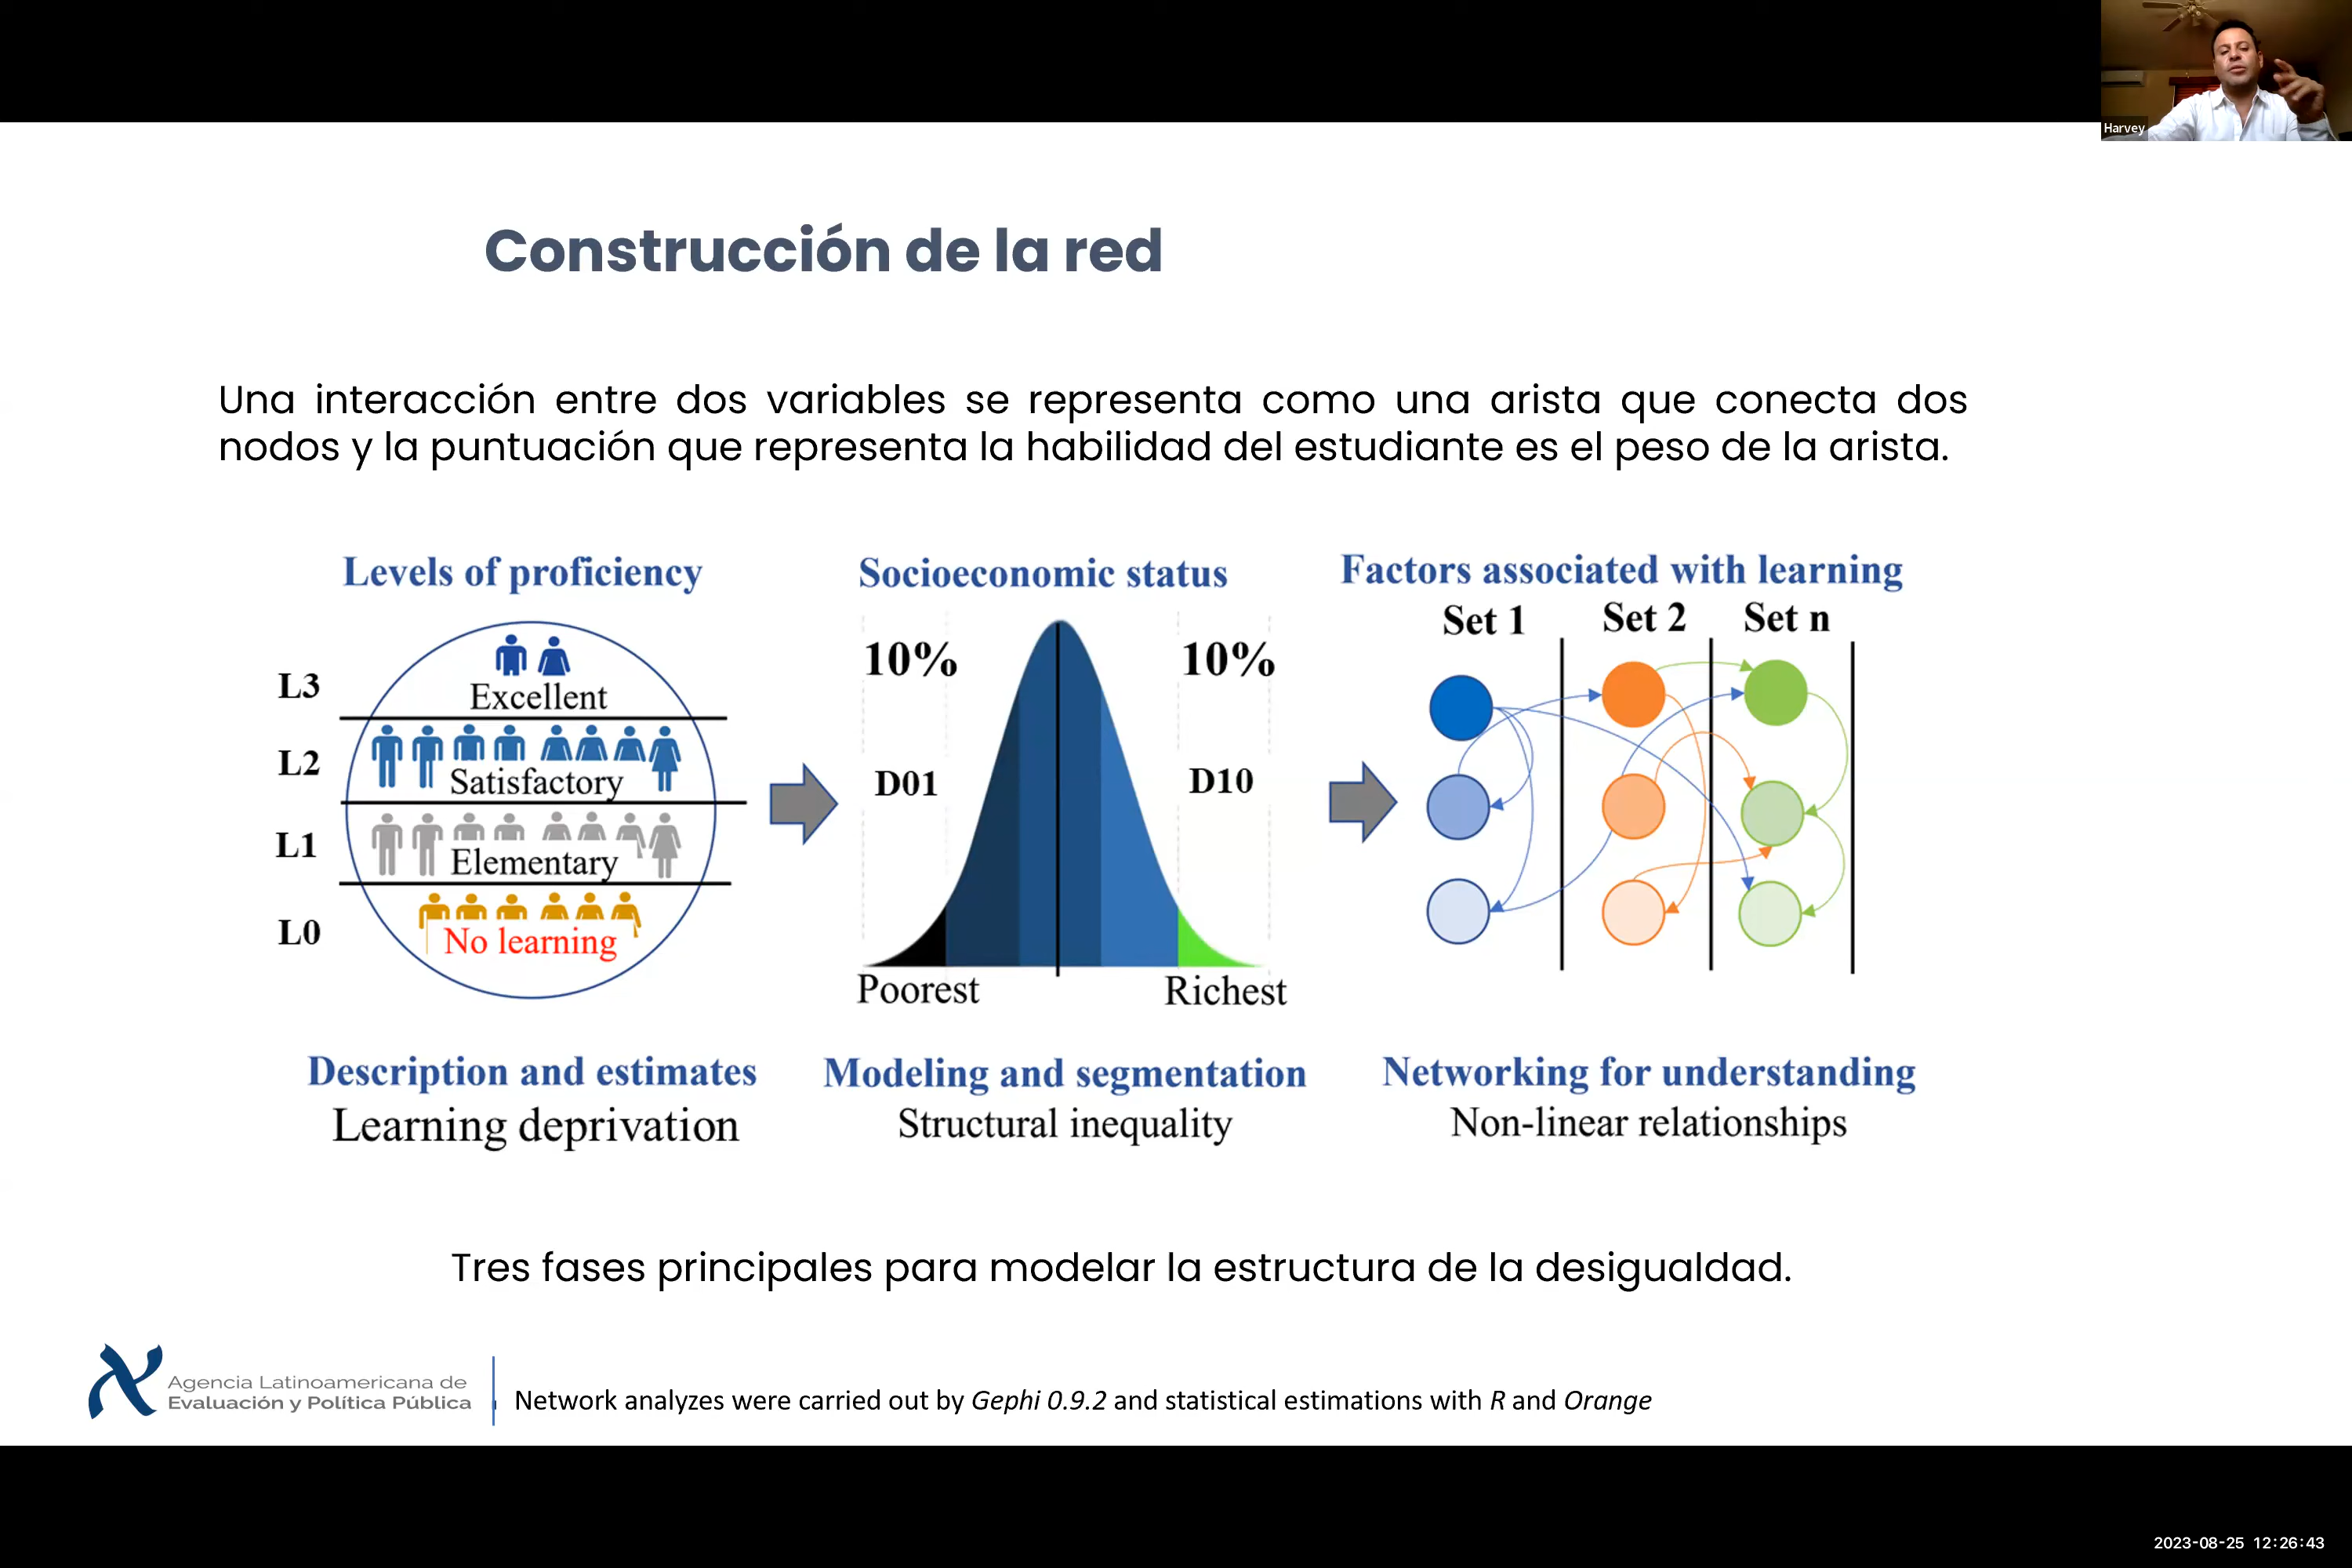 Harvey
Construcción de la red
Una interacción entre dos variables se representa como una arista que conecta dos
nodos y la puntuación que representa la habilidad del estudiante es el peso de la arista.
Levels of proficiency
L3
Excellent
L2
Satisfactory
L1
Elementary
L0
No learning
Description and estimates
Learning deprivation
Socioeconomic status
10%
10%
D01
D10
Poorest
Richest
Modeling and segmentation
Structural inequality
Factors associated with learning
Set 1
Set 2
Set n
Networking for understanding
Non-linear relationships
Tres fases principales para modelar la estructura de la desigualdad.
Agencia Latinoamericana de
Evaluación y Política Pública
Network analyzes were carried out by Gephi 0.9.2 and statistical estimations with R and Orange
2023-08-25 12:26:43